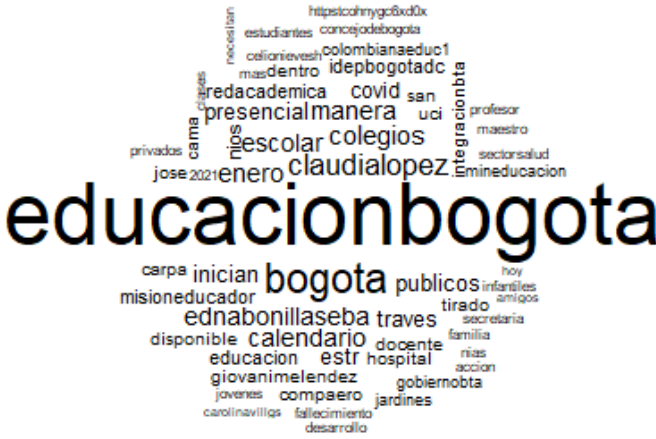 httpstcohnygc6xd0x
necesitan estudiantes concejodebogota
celionievesh colombianaeduc1
mas dentro idepbogotadc
clases redacademica covid san integracionbta
presencial manera uci profesor
cama nios escolar colegios maestro
privados sectorsalud
jose 2021 enero claudialopez mineducacion
educacionbogota
carpa inician bogota publicos hoy
infantiles
misioneducador tirado amigos
ednabonillaseba traves secretaria
disponible calendario docente familia
educacion estr hospital nias
accion
giovanimelendez gobiernobta
jovenes compaero jardines
carolinavillgs fallecimiento
desarrollo